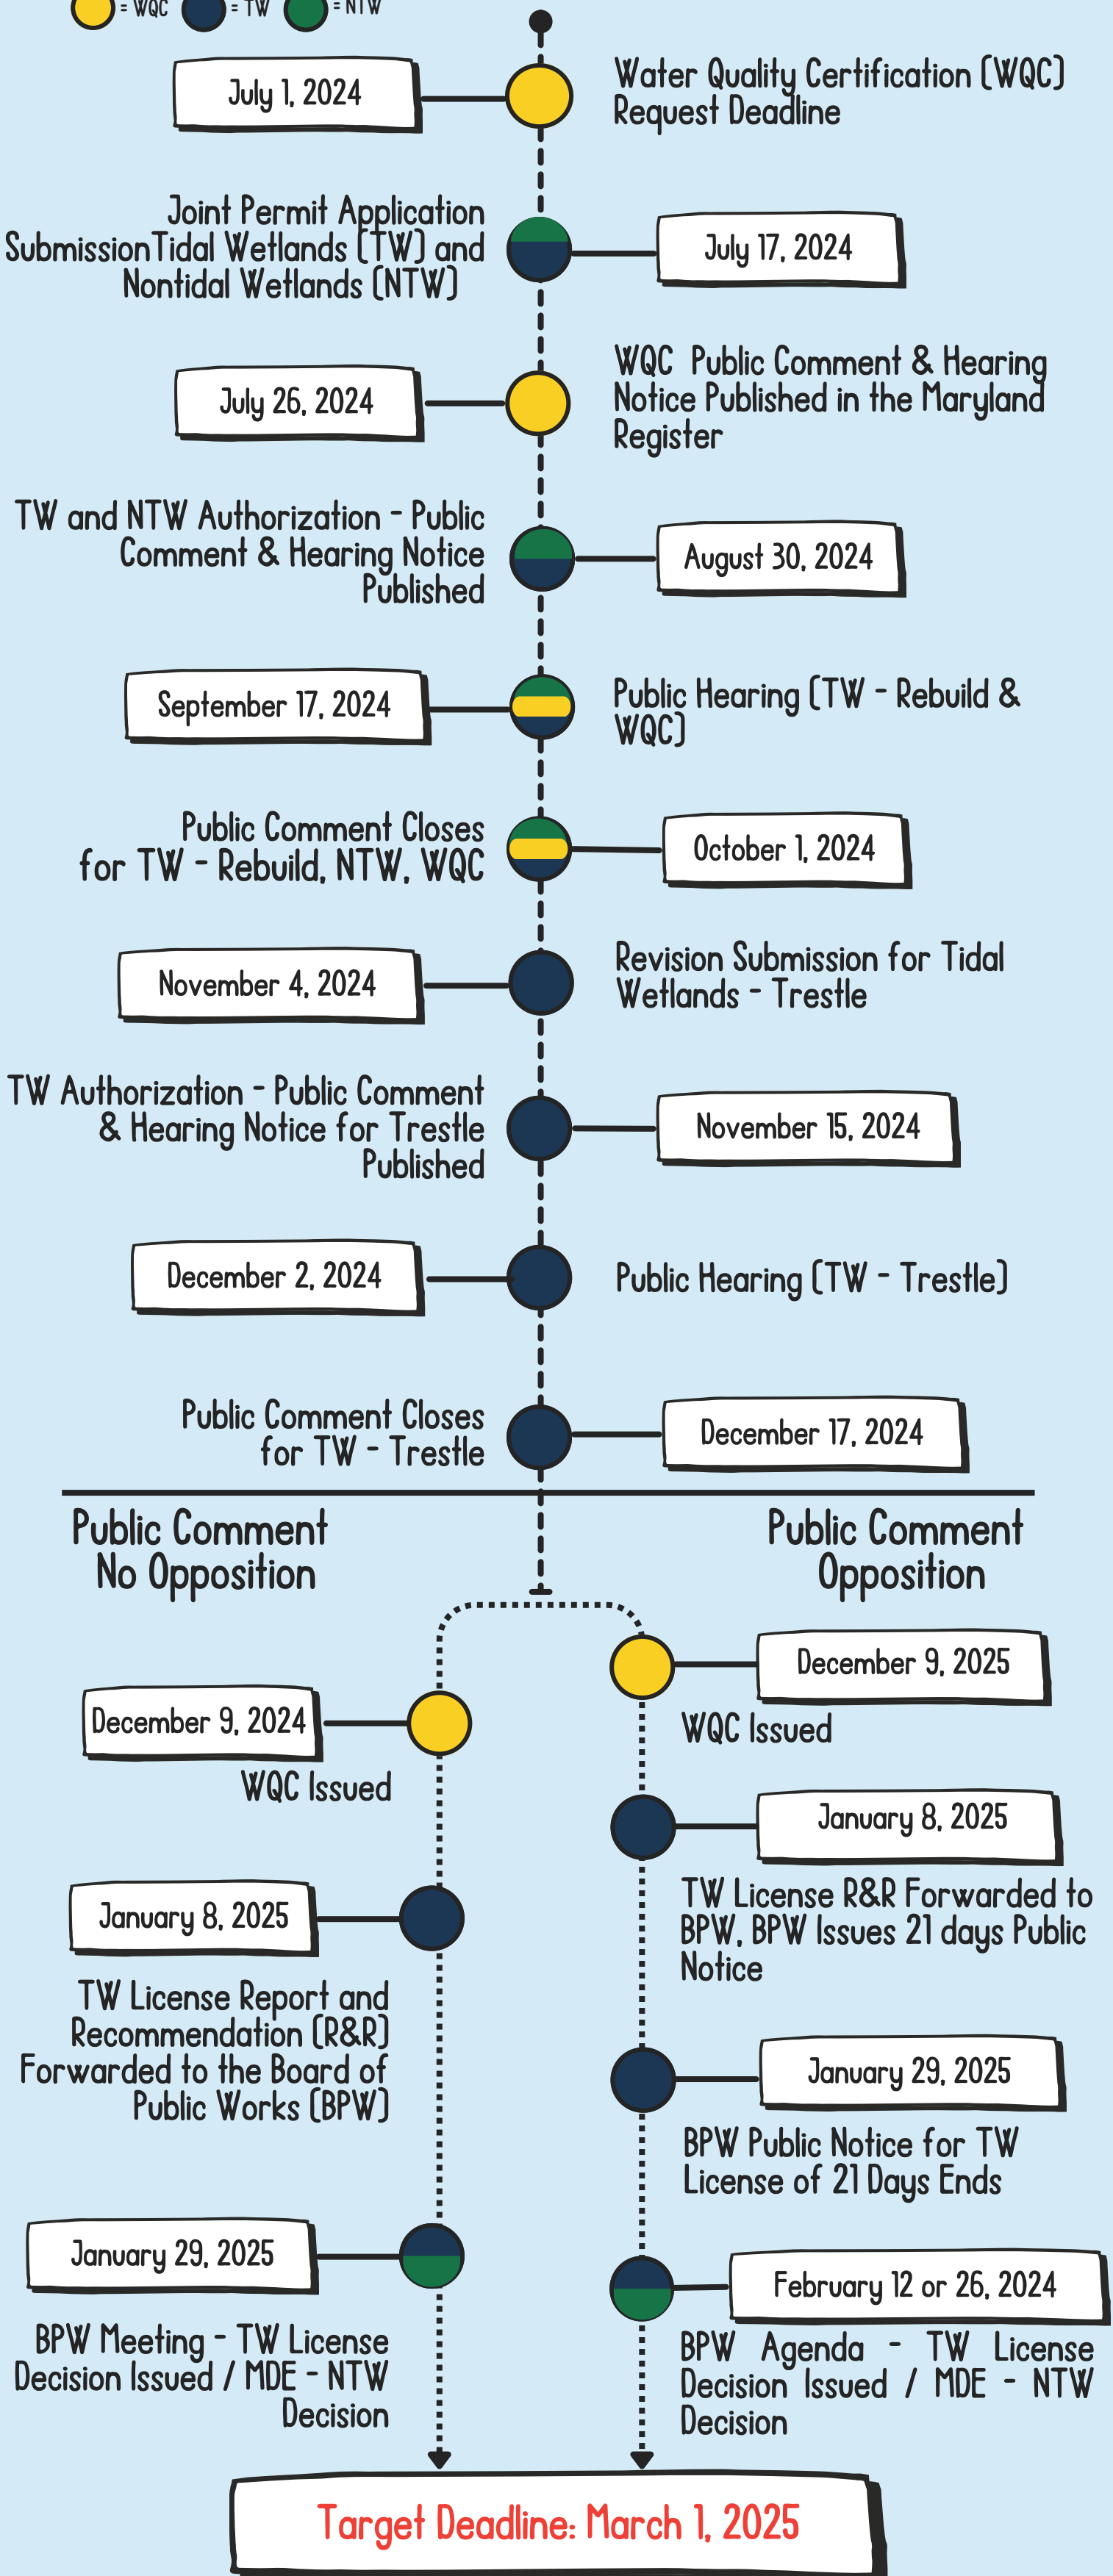 = WQC = TW = NTW
July 1, 2024
Water Quality Certification (WQC)
Request Deadline
Joint Permit Application
SubmissionTidal Wetlands (TW) and
Nontidal Wetlands (NTW)
July 17, 2024
July 26, 2024
WQC Public Comment & Hearing
Notice Published in the Maryland
Register
TW and NTW Authorization - Public
Comment & Hearing Notice
Published
August 30, 2024
September 17, 2024
Public Hearing (TW - Rebuild &
WQC)
Public Comment Closes
for TW - Rebuild, NTW, WQC
October 1, 2024
November 4, 2024
Revision Submission for Tidal
Wetlands - Trestle
TW Authorization - Public Comment
& Hearing Notice for Trestle
Published
November 15, 2024
December 2, 2024
Public Hearing (TW - Trestle)
Public Comment Closes
for TW - Trestle
December 17, 2024
Public Comment
No Opposition
December 9, 2024
WQC Issued
January 8, 2025
TW License Report and
Recommendation (R&R)
Forwarded to the Board of
Public Works (BPW)
January 29, 2025
BPW Meeting - TW License
Decision Issued / MDE - NTW
Decision
Public Comment
Opposition
December 9, 2025
WQC Issued
January 8, 2025
TW License R&R Forwarded to
BPW, BPW Issues 21 days Public
Notice
January 29, 2025
BPW Public Notice for TW
License of 21 Days Ends
February 12 or 26, 2024
BPW Agenda - TW License
Decision Issued / MDE - NTW
Decision
Target Deadline: March 1, 2025